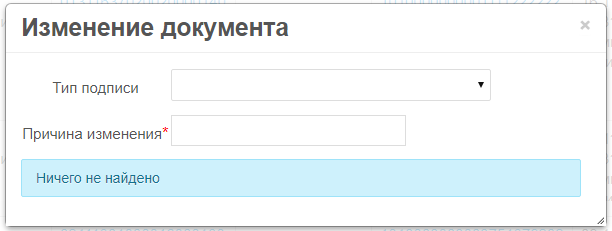 Изменение документа
×
Тип подписи
Причина изменения*
Ничего не найдено